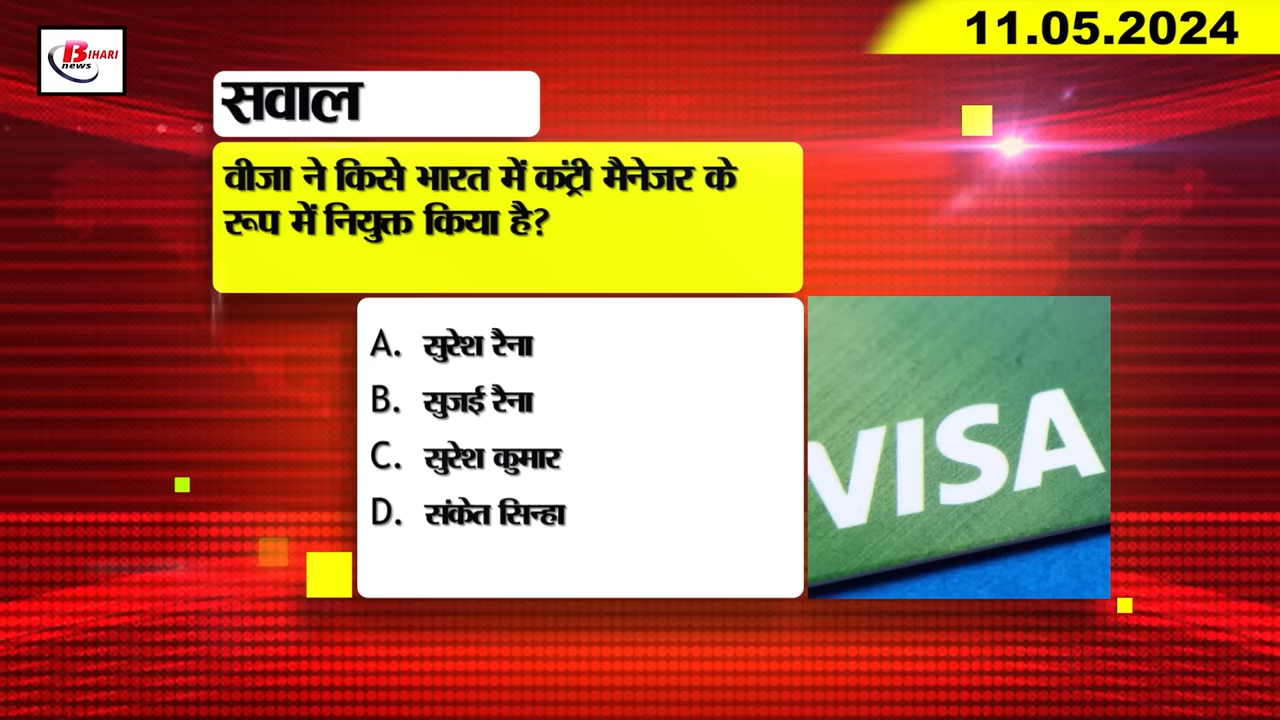 BIHARI
news
11.05.2024
सवाल
वीजा ने किसे भारत में कंट्री मैनेजर के
रूप में नियुक्त किया है?
A. सुरेश रैना
B. सुजई रैना
C. सुरेश कुमार
D. संकेत सिन्हा
VISA